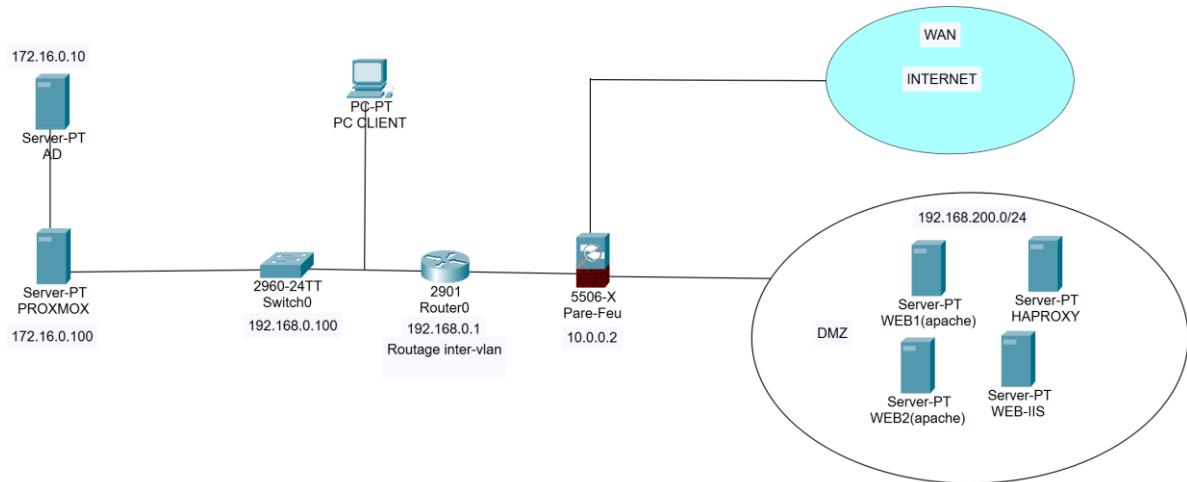 172.16.0.10
Server-PT
AD
PC-PT
PC CLIENT
WAN
INTERNET
Server-PT
PROXMOX
172.16.0.100
2960-24TT
Switch0
192.168.0.100
2901
Router0
192.168.0.1
Routage inter-vlan
5506-X
Pare-Feu
10.0.0.2
192.168.200.0/24
DMZ
Server-PT
WEB1(apache)
Server-PT
HAPROXY
Server-PT
WEB2(apache)
Server-PT
WEB-IIS